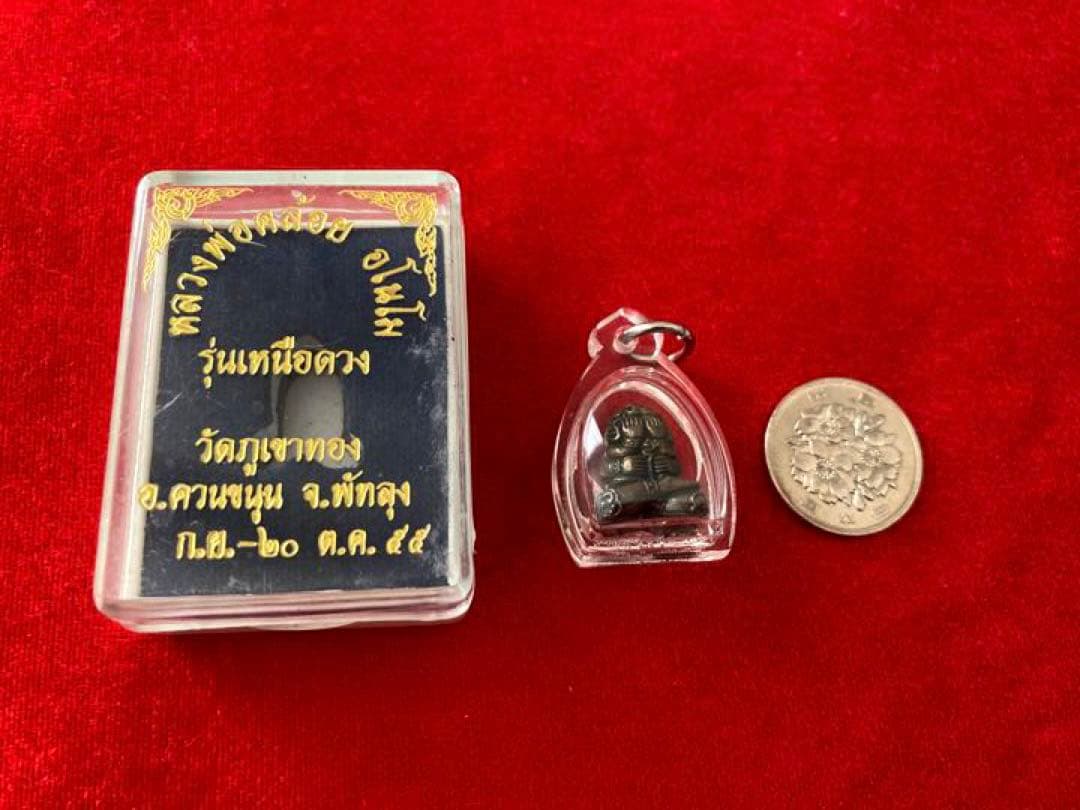 หลวงพ่อคล้อย อโนโม
รุ่นเหนือดวง
วัดภูเขาทอง
อ.ควนขนุน จ.พัทลุง
ก.ย.-๒๐ ต.ค. ๕๕